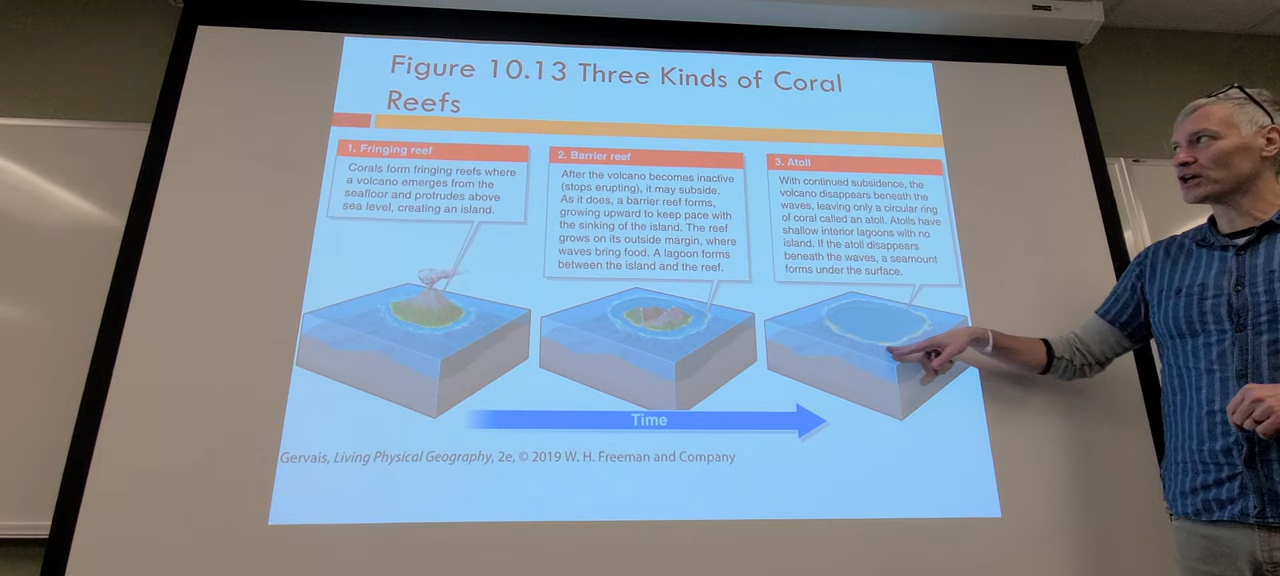 Figure 10.13 Three Kinds of Coral
Reefs
1. Fringing reef
Corals form fringing reefs where
a volcano emerges from the
seafloor and protrudes above
sea level, creating an island.
2. Barrier reef
After the volcano becomes inactive
(stops erupting), it may subside.
As it does, a barrier reef forms,
growing upward to keep pace with
the sinking of the island. The reef
grows on its outside margin, where
waves bring food. A lagoon forms
between the island and the reef.
3. Atoll
With continued subsidence, the
volcano disappears beneath the
waves, leaving only a circular ring
of coral called an atoll. Atolls have
shallow interior lagoons with no
island. If the atoll disappears
beneath the waves, a seamount
forms under the surface.
Time
Gervais, Living Physical Geography, 2e, © 2019 W. H. Freeman and Company